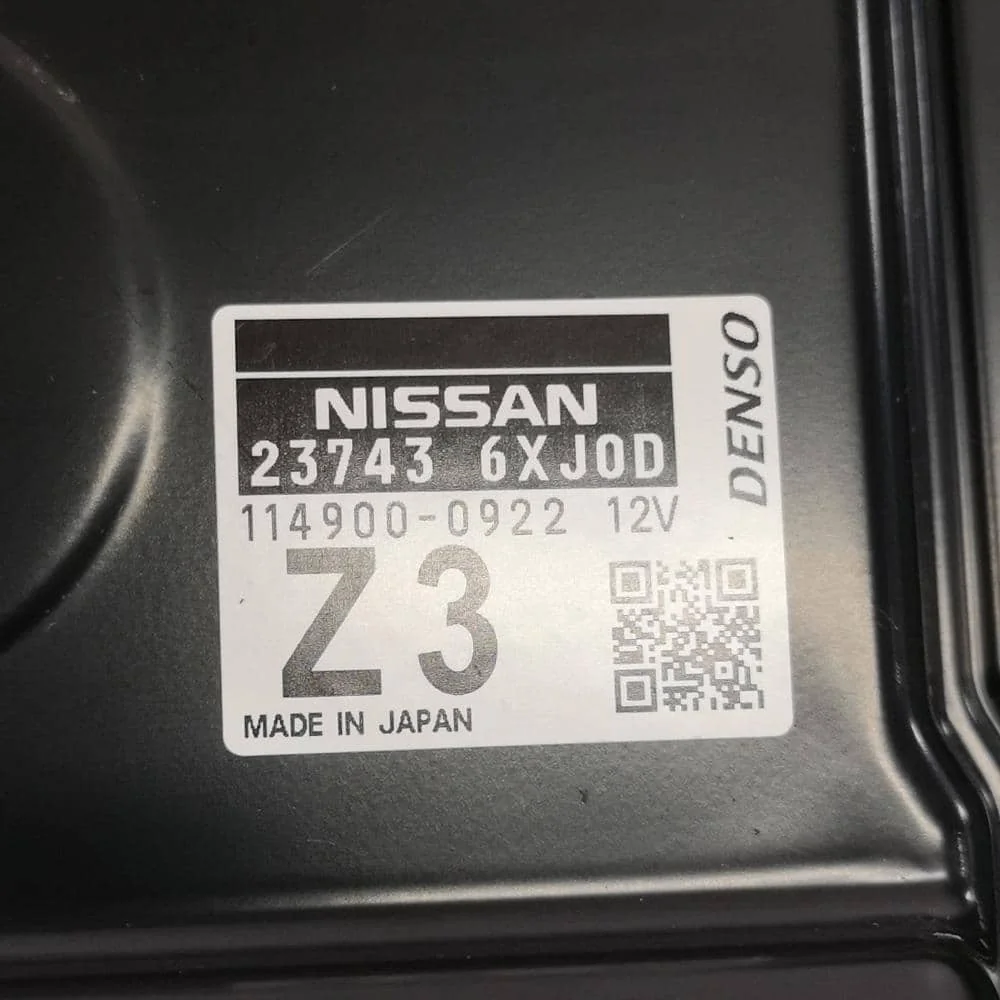 NISSAN
23743 6XJ0D
114900-0922 12V
Z3
MADE IN JAPAN
DENSO